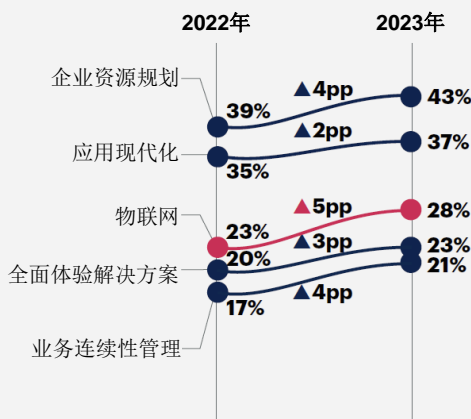 2022年 2023年
企业资源规划
39% ▲4pp 43%
应用现代化
35% ▲2pp 37%
物联网
23% ▲5pp 28%
全面体验解决方案
20% ▲3pp 23%
业务连续性管理
17% ▲4pp 21%